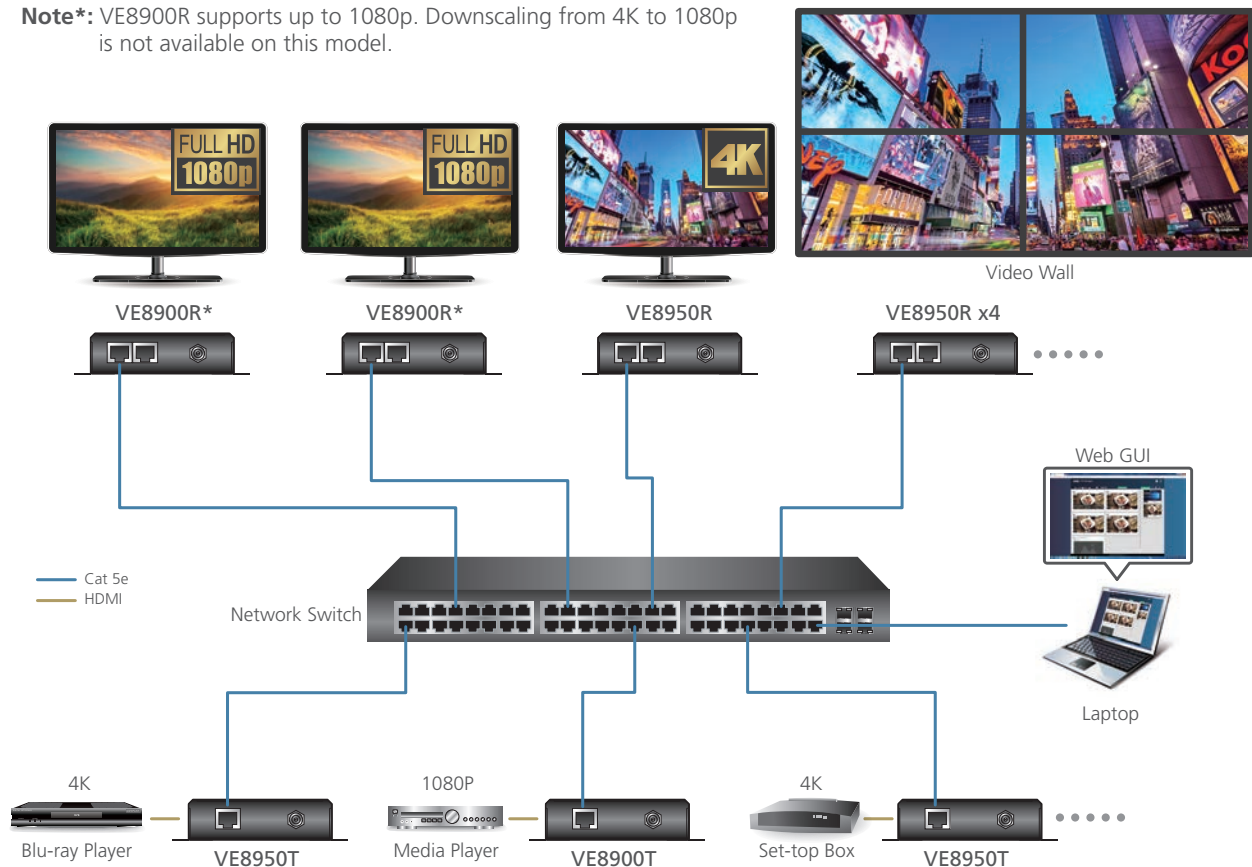 Note*: VE8900R supports up to 1080p. Downscaling from 4K to 1080p
is not available on this model.
FULL HD
1080p
FULL HD
1080p
4K
Video Wall
VE8900R*
VE8900R*
VE8950R
VE8950R x4
Web GUI
Cat 5e
HDMI
Network Switch
Laptop
4K
1080P
4K
Blu-ray Player
VE8950T
Media Player
VE8900T
Set-top Box
VE8950T